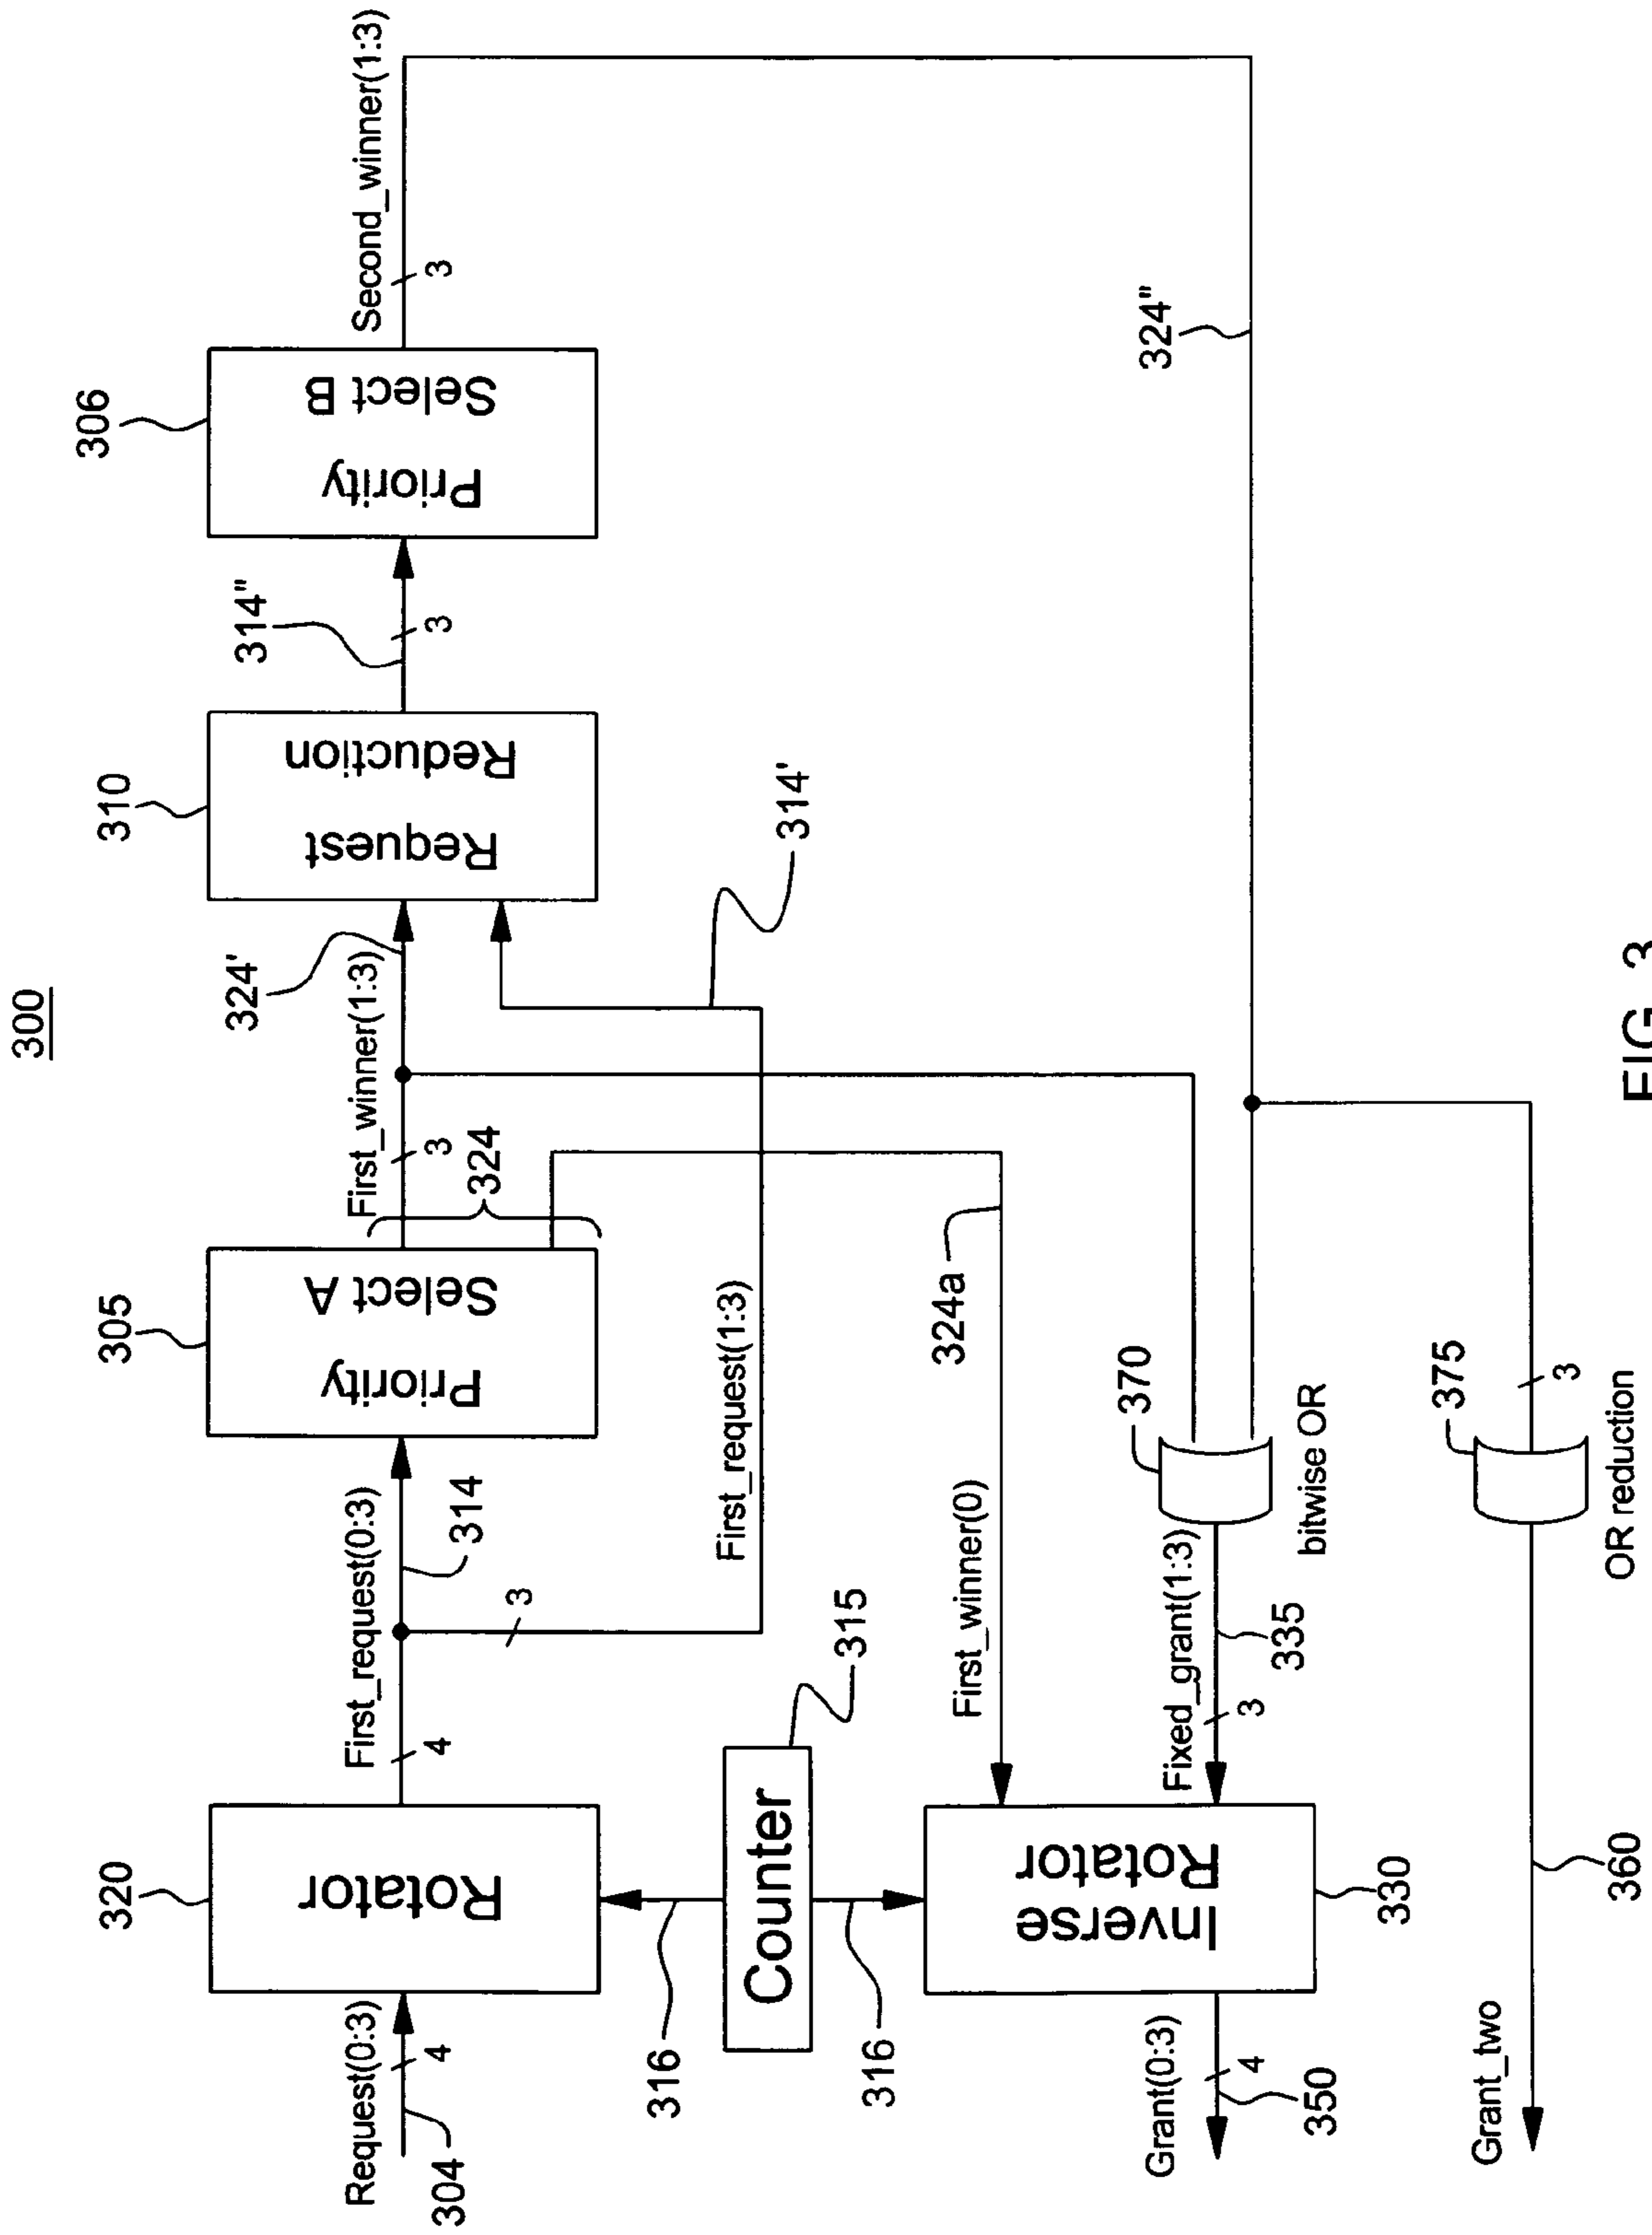 300
306
Priority
Select B
Second_winner(1:3)
3
314"
3
310
Request
Reduction
324'
First_winner(1:3)
3
324
314'
305
Priority
Select A
First_request(0:3)
4
314
3
First_request(1:3)
320
Rotator
Request(0:3)
4
304
316
Counter
315
316
324a
First_winner(0)
324"
370
bitwise OR
Fixed_grant(1:3)
3
335
Inverse
Rotator
330
Grant(0:3)
4
350
375
3
OR reduction
360
Grant_two
FIG. 3